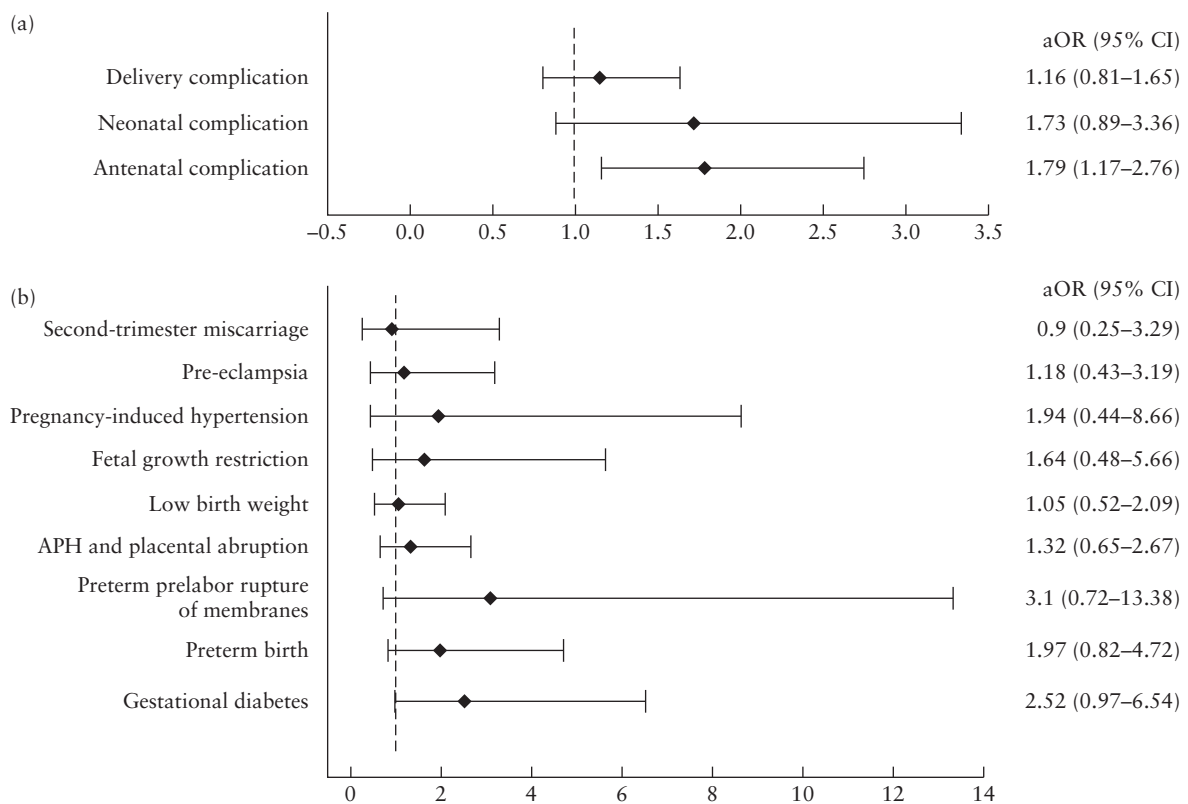 (a)
aOR (95% CI)
Delivery complication 1.16 (0.81–1.65)
Neonatal complication 1.73 (0.89–3.36)
Antenatal complication 1.79 (1.17–2.76)
–0.5 0.0 0.5 1.0 1.5 2.0 2.5 3.0 3.5
(b)
aOR (95% CI)
Second-trimester miscarriage 0.9 (0.25–3.29)
Pre-eclampsia 1.18 (0.43–3.19)
Pregnancy-induced hypertension 1.94 (0.44–8.66)
Fetal growth restriction 1.64 (0.48–5.66)
Low birth weight 1.05 (0.52–2.09)
APH and placental abruption 1.32 (0.65–2.67)
Preterm prelabor rupture
of membranes 3.1 (0.72–13.38)
Preterm birth 1.97 (0.82–4.72)
Gestational diabetes 2.52 (0.97–6.54)
0 2 4 6 8 10 12 14